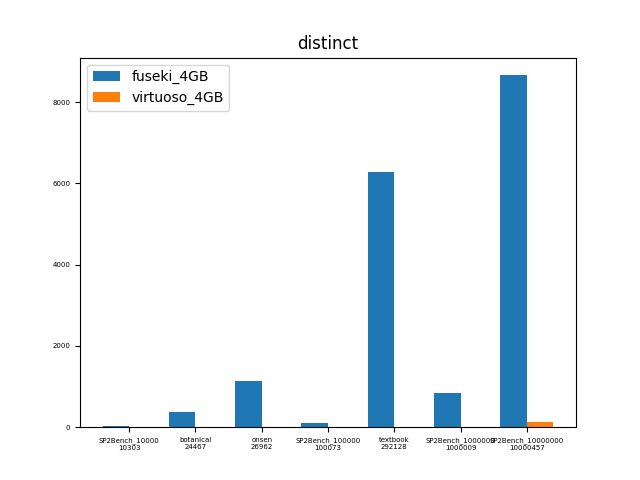 distinct
fuseki_4GB
virtuoso_4GB
8000
6000
4000
2000
0
SP2Bench_10000 botanical onsen SP2Bench_100000 textbook SP2Bench_1000000 SP2Bench_10000000
10303 24467 26962 100073 292128 1000009 10000457